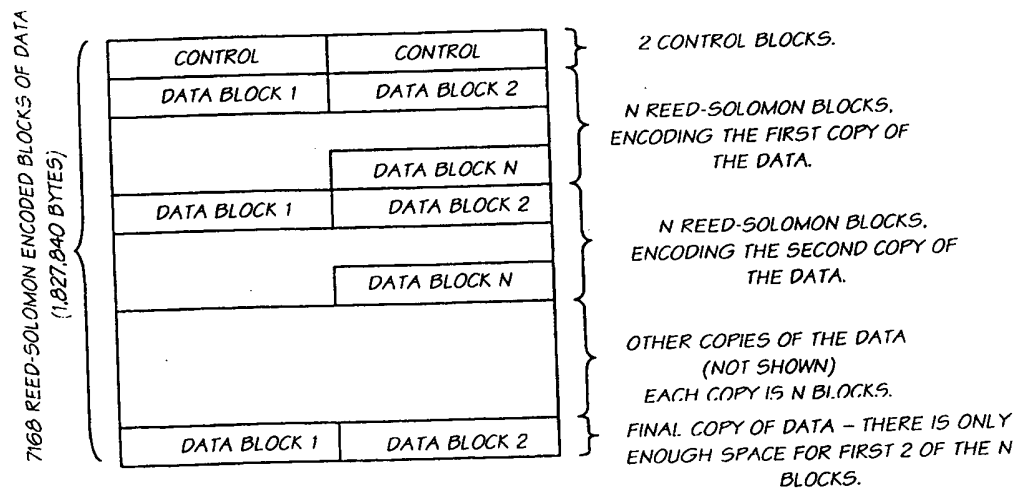 7168 REED-SOLOMON ENCODED BLOCKS OF DATA
(1,827,840 BYTES)
CONTROL CONTROL
2 CONTROL BLOCKS.
DATA BLOCK 1 DATA BLOCK 2
N REED-SOLOMON BLOCKS,
ENCODING THE FIRST COPY OF
THE DATA.
DATA BLOCK N
DATA BLOCK 1 DATA BLOCK 2
N REED-SOLOMON BLOCKS,
ENCODING THE SECOND COPY OF
THE DATA.
DATA BLOCK N
OTHER COPIES OF THE DATA
(NOT SHOWN)
EACH COPY IS N BLOCKS.
DATA BLOCK 1 DATA BLOCK 2
FINAL COPY OF DATA – THERE IS ONLY
ENOUGH SPACE FOR FIRST 2 OF THE N
BLOCKS.